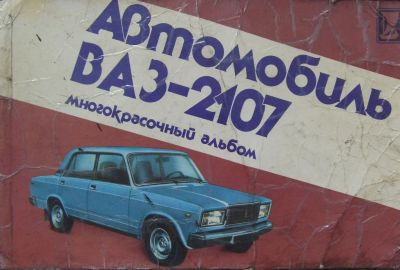 Автомобиль
ВАЗ-2107
многокрасочный альбом